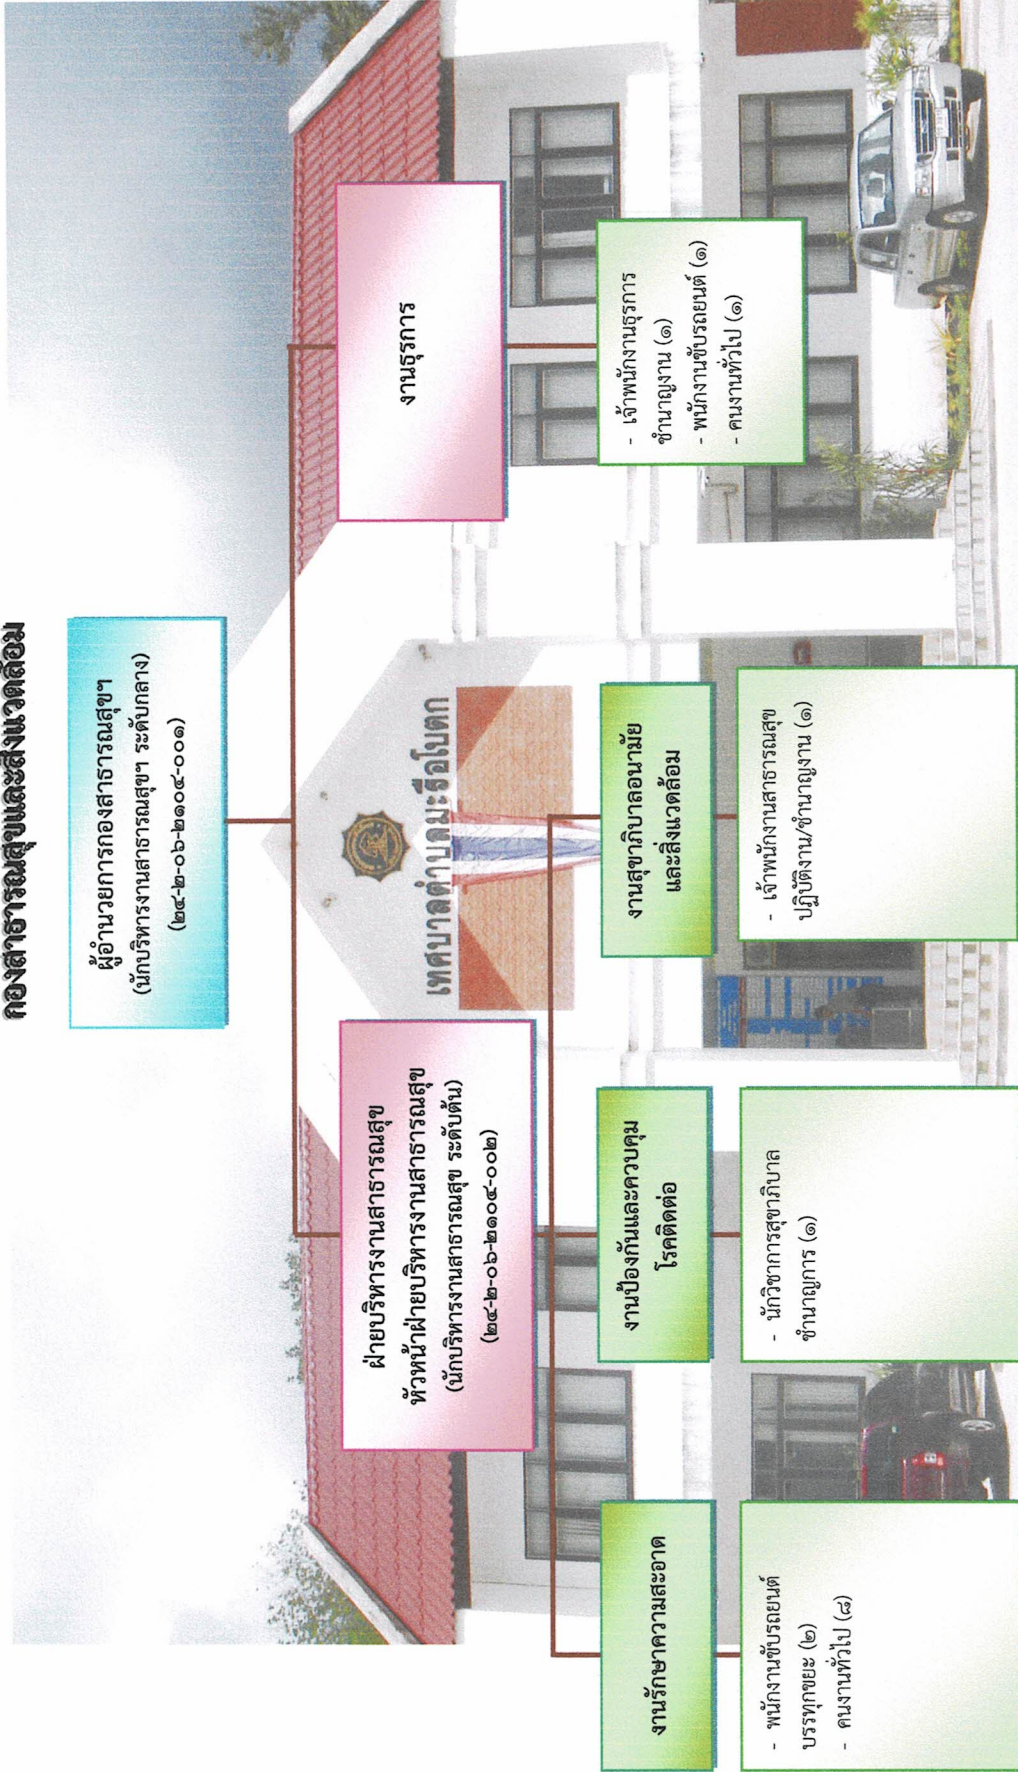 กองสาธารณสุขและสิ่งแวดล้อม
ผู้อำนวยการกองสาธารณสุขฯ
(นักบริหารงานสาธารณสุขฯ ระดับกลาง)
(๒๔-๒-๐๖-๒๑๐๔-๐๐๑)
เทศบาลตำบลมะรือโบตก
ฝ่ายบริหารงานสาธารณสุข
หัวหน้าฝ่ายบริหารงานสาธารณสุข
(นักบริหารงานสาธารณสุข ระดับต้น)
(๒๔-๒-๐๖-๒๑๐๔-๐๐๒)
งานธุรการ
- เจ้าพนักงานธุรการ
ชำนาญงาน (๑)
- พนักงานขับรถยนต์ (๑)
- คนงานทั่วไป (๑)
งานรักษาความสะอาด
- พนักงานขับรถยนต์
บรรทุกขยะ (๒)
- คนงานทั่วไป (๘)
งานป้องกันและควบคุม
โรคติดต่อ
- นักวิชาการสุขาภิบาล
ชำนาญการ (๑)
งานสุขาภิบาลอนามัย
และสิ่งแวดล้อม
- เจ้าพนักงานสาธารณสุข
ปฏิบัติงาน/ชำนาญงาน (๑)